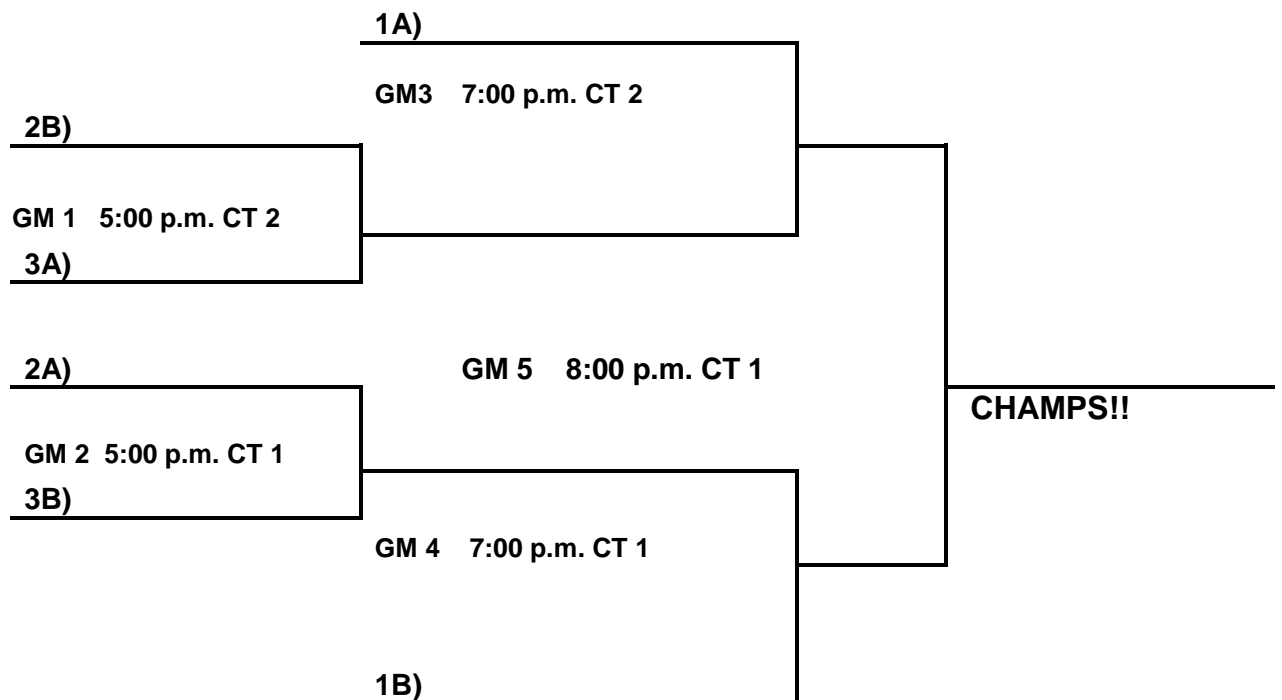 1A)
GM3 7:00 p.m. CT 2
2B)
GM 1 5:00 p.m. CT 2
3A)
2A)
GM 5 8:00 p.m. CT 1
CHAMPS!!
GM 2 5:00 p.m. CT 1
3B)
GM 4 7:00 p.m. CT 1
1B)